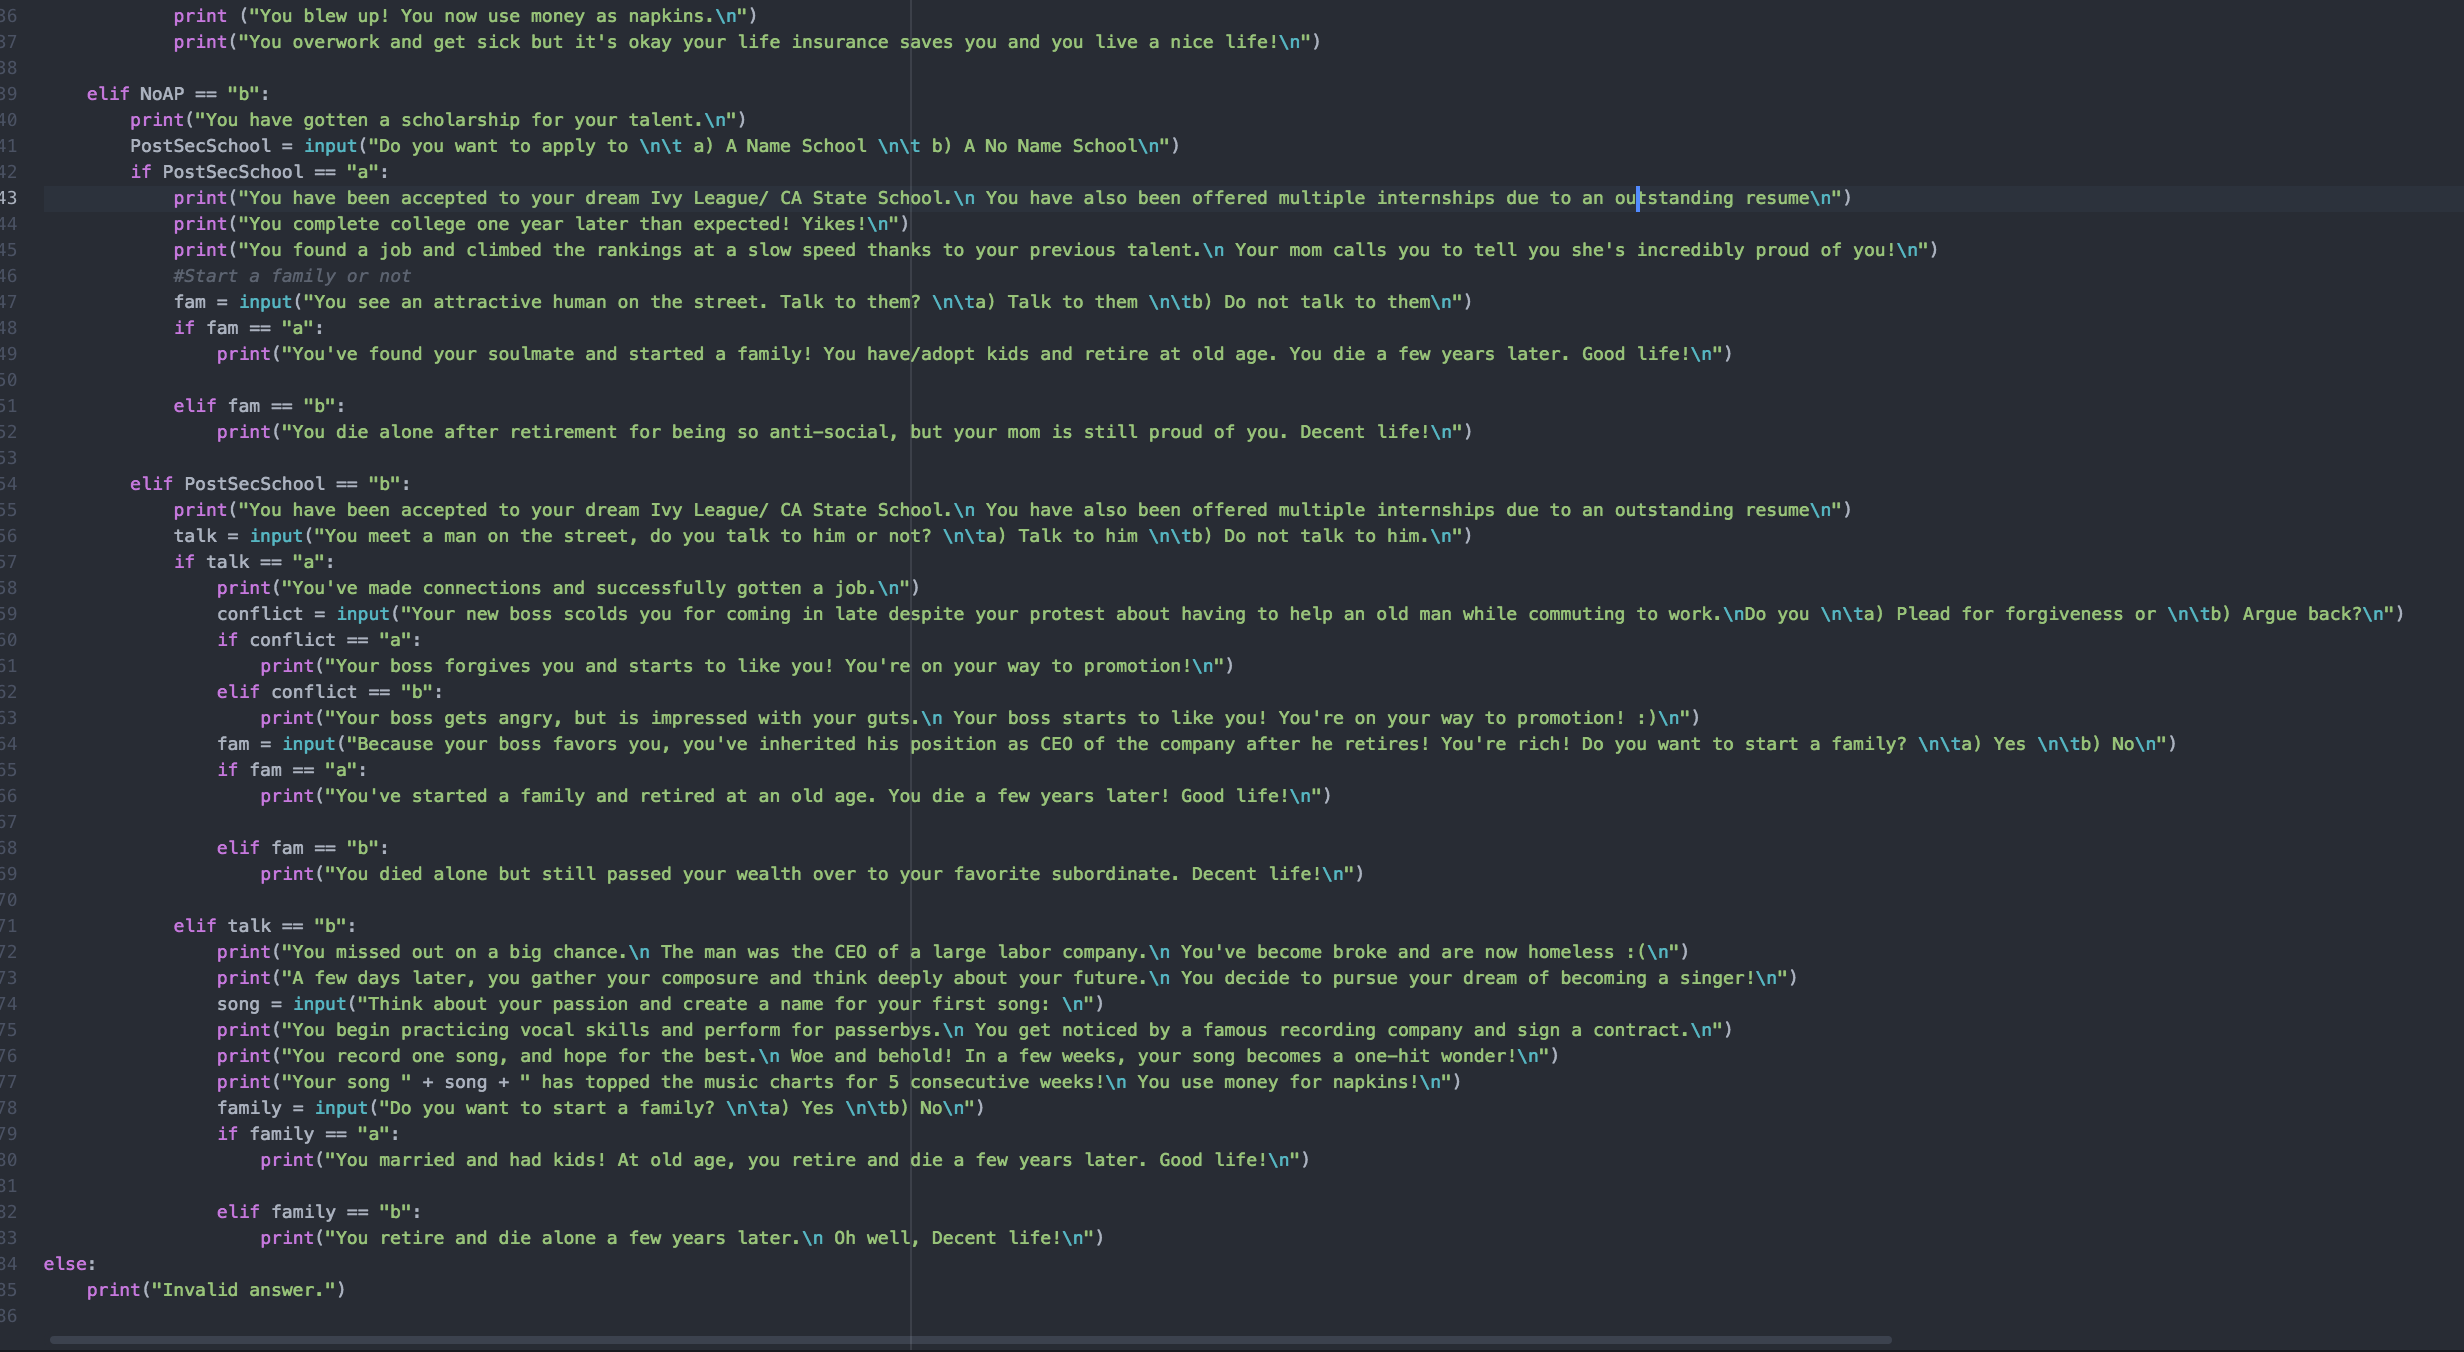 36 print ("You blew up! You now use money as napkins.\n")
37 print("You overwork and get sick but it's okay your life insurance saves you and you live a nice life!\n")
38
39 elif NoAP == "b":
40 print("You have gotten a scholarship for your talent.\n")
41 PostSecSchool = input("Do you want to apply to \n\t a) A Name School \n\t b) A No Name School\n")
42 if PostSecSchool == "a":
43 print("You have been accepted to your dream Ivy League/ CA State School.\n You have also been offered multiple internships due to an outstanding resume\n")
44 print("You complete college one year later than expected! Yikes!\n")
45 print("You found a job and climbed the rankings at a slow speed thanks to your previous talent.\n Your mom calls you to tell you she's incredibly proud of you!\n")
46 #Start a family or not
47 fam = input("You see an attractive human on the street. Talk to them? \n\ta) Talk to them \n\tb) Do not talk to them\n")
48 if fam == "a":
49 print("You've found your soulmate and started a family! You have/adopt kids and retire at old age. You die a few years later. Good life!\n")
50
51 elif fam == "b":
52 print("You die alone after retirement for being so anti-social, but your mom is still proud of you. Decent life!\n")
53
54 elif PostSecSchool == "b":
55 print("You have been accepted to your dream Ivy League/ CA State School.\n You have also been offered multiple internships due to an outstanding resume\n")
56 talk = input("You meet a man on the street, do you talk to him or not? \n\ta) Talk to him \n\tb) Do not talk to him.\n")
57 if talk == "a":
58 print("You've made connections and successfully gotten a job.\n")
59 conflict = input("Your new boss scolds you for coming in late despite your protest about having to help an old man while commuting to work.\nDo you \n\ta) Plead for forgiveness or \n\tb) Argue back?\n")
60 if conflict == "a":
61 print("Your boss forgives you and starts to like you! You're on your way to promotion!\n")
62 elif conflict == "b":
63 print("Your boss gets angry, but is impressed with your guts.\n Your boss starts to like you! You're on your way to promotion! :)\n")
64 fam = input("Because your boss favors you, you've inherited his position as CEO of the company after he retires! You're rich! Do you want to start a family? \n\ta) Yes \n\tb) No\n")
65 if fam == "a":
66 print("You've started a family and retired at an old age. You die a few years later! Good life!\n")
67
68 elif fam == "b":
69 print("You died alone but still passed your wealth over to your favorite subordinate. Decent life!\n")
70
71 elif talk == "b":
72 print("You missed out on a big chance.\n The man was the CEO of a large labor company.\n You've become broke and are now homeless :(\n")
73 print("A few days later, you gather your composure and think deeply about your future.\n You decide to pursue your dream of becoming a singer!\n")
74 song = input("Think about your passion and create a name for your first song: \n")
75 print("You begin practicing vocal skills and perform for passerbys.\n You get noticed by a famous recording company and sign a contract.\n")
76 print("You record one song, and hope for the best.\n Woe and behold! In a few weeks, your song becomes a one-hit wonder!\n")
77 print("Your song " + song + " has topped the music charts for 5 consecutive weeks!\n You use money for napkins!\n")
78 family = input("Do you want to start a family? \n\ta) Yes \n\tb) No\n")
79 if family == "a":
80 print("You married and had kids! At old age, you retire and die a few years later. Good life!\n")
81
82 elif family == "b":
83 print("You retire and die alone a few years later.\n Oh well, Decent life!\n")
84 else:
85 print("Invalid answer.")
86